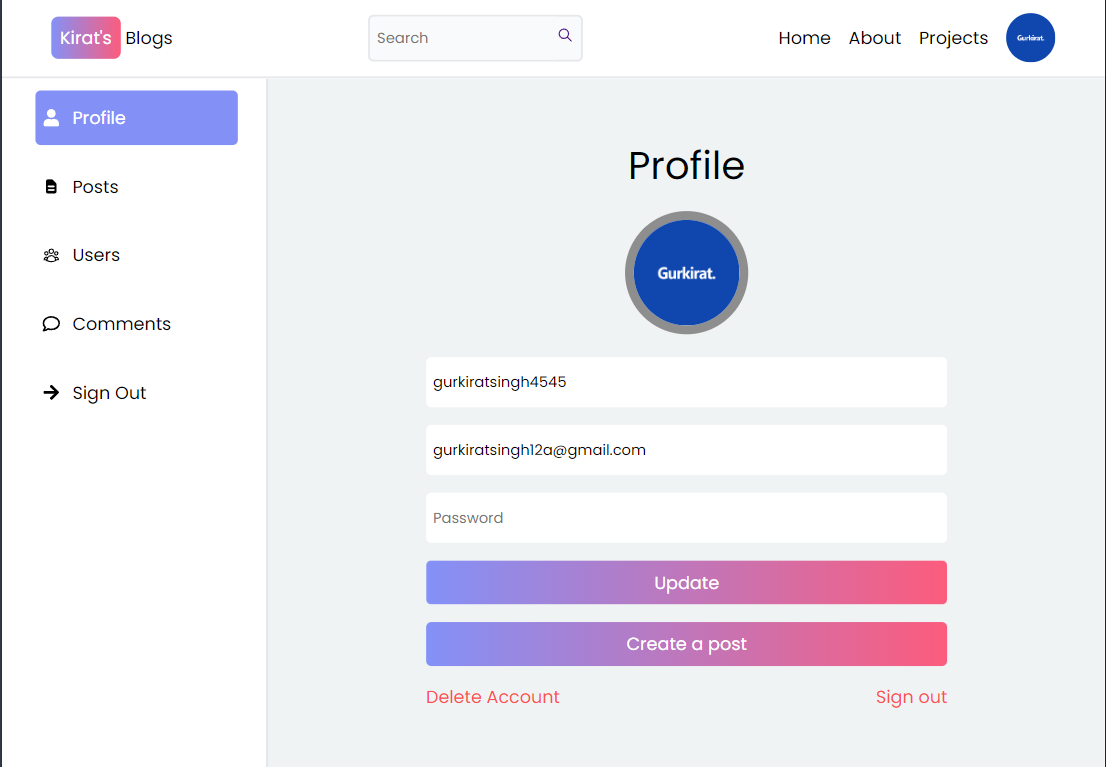 Kirat's Blogs
Search
Home About Projects
Gurkirat.
Profile
Posts
Users
Comments
Sign Out
Profile
Gurkirat.
gurkiratsingh4545
gurkiratsingh12a@gmail.com
Password
Update
Create a post
Delete Account Sign out